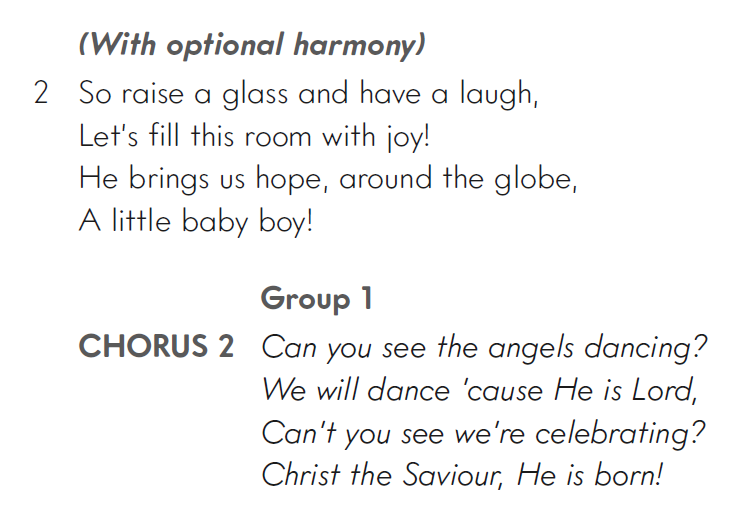 (With optional harmony)
2 So raise a glass and have a laugh,
Let's fill this room with joy!
He brings us hope, around the globe,
A little baby boy!
Group 1
CHORUS 2 Can you see the angels dancing?
We will dance 'cause He is Lord,
Can't you see we're celebrating?
Christ the Saviour, He is born!